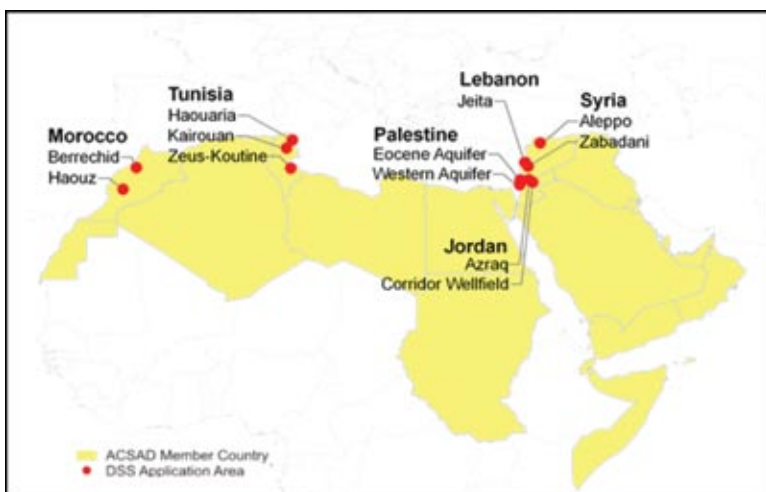 Morocco
Berrechid
Haouz
Tunisia
Haouaria
Kairouan
Zeus-Koutine
Lebanon
Jeita
Syria
Aleppo
Zabadani
Palestine
Eocene Aquifer
Western Aquifer
Jordan
Azraq
Corridor Wellfield
ACSAD Member Country
DSS Application Area